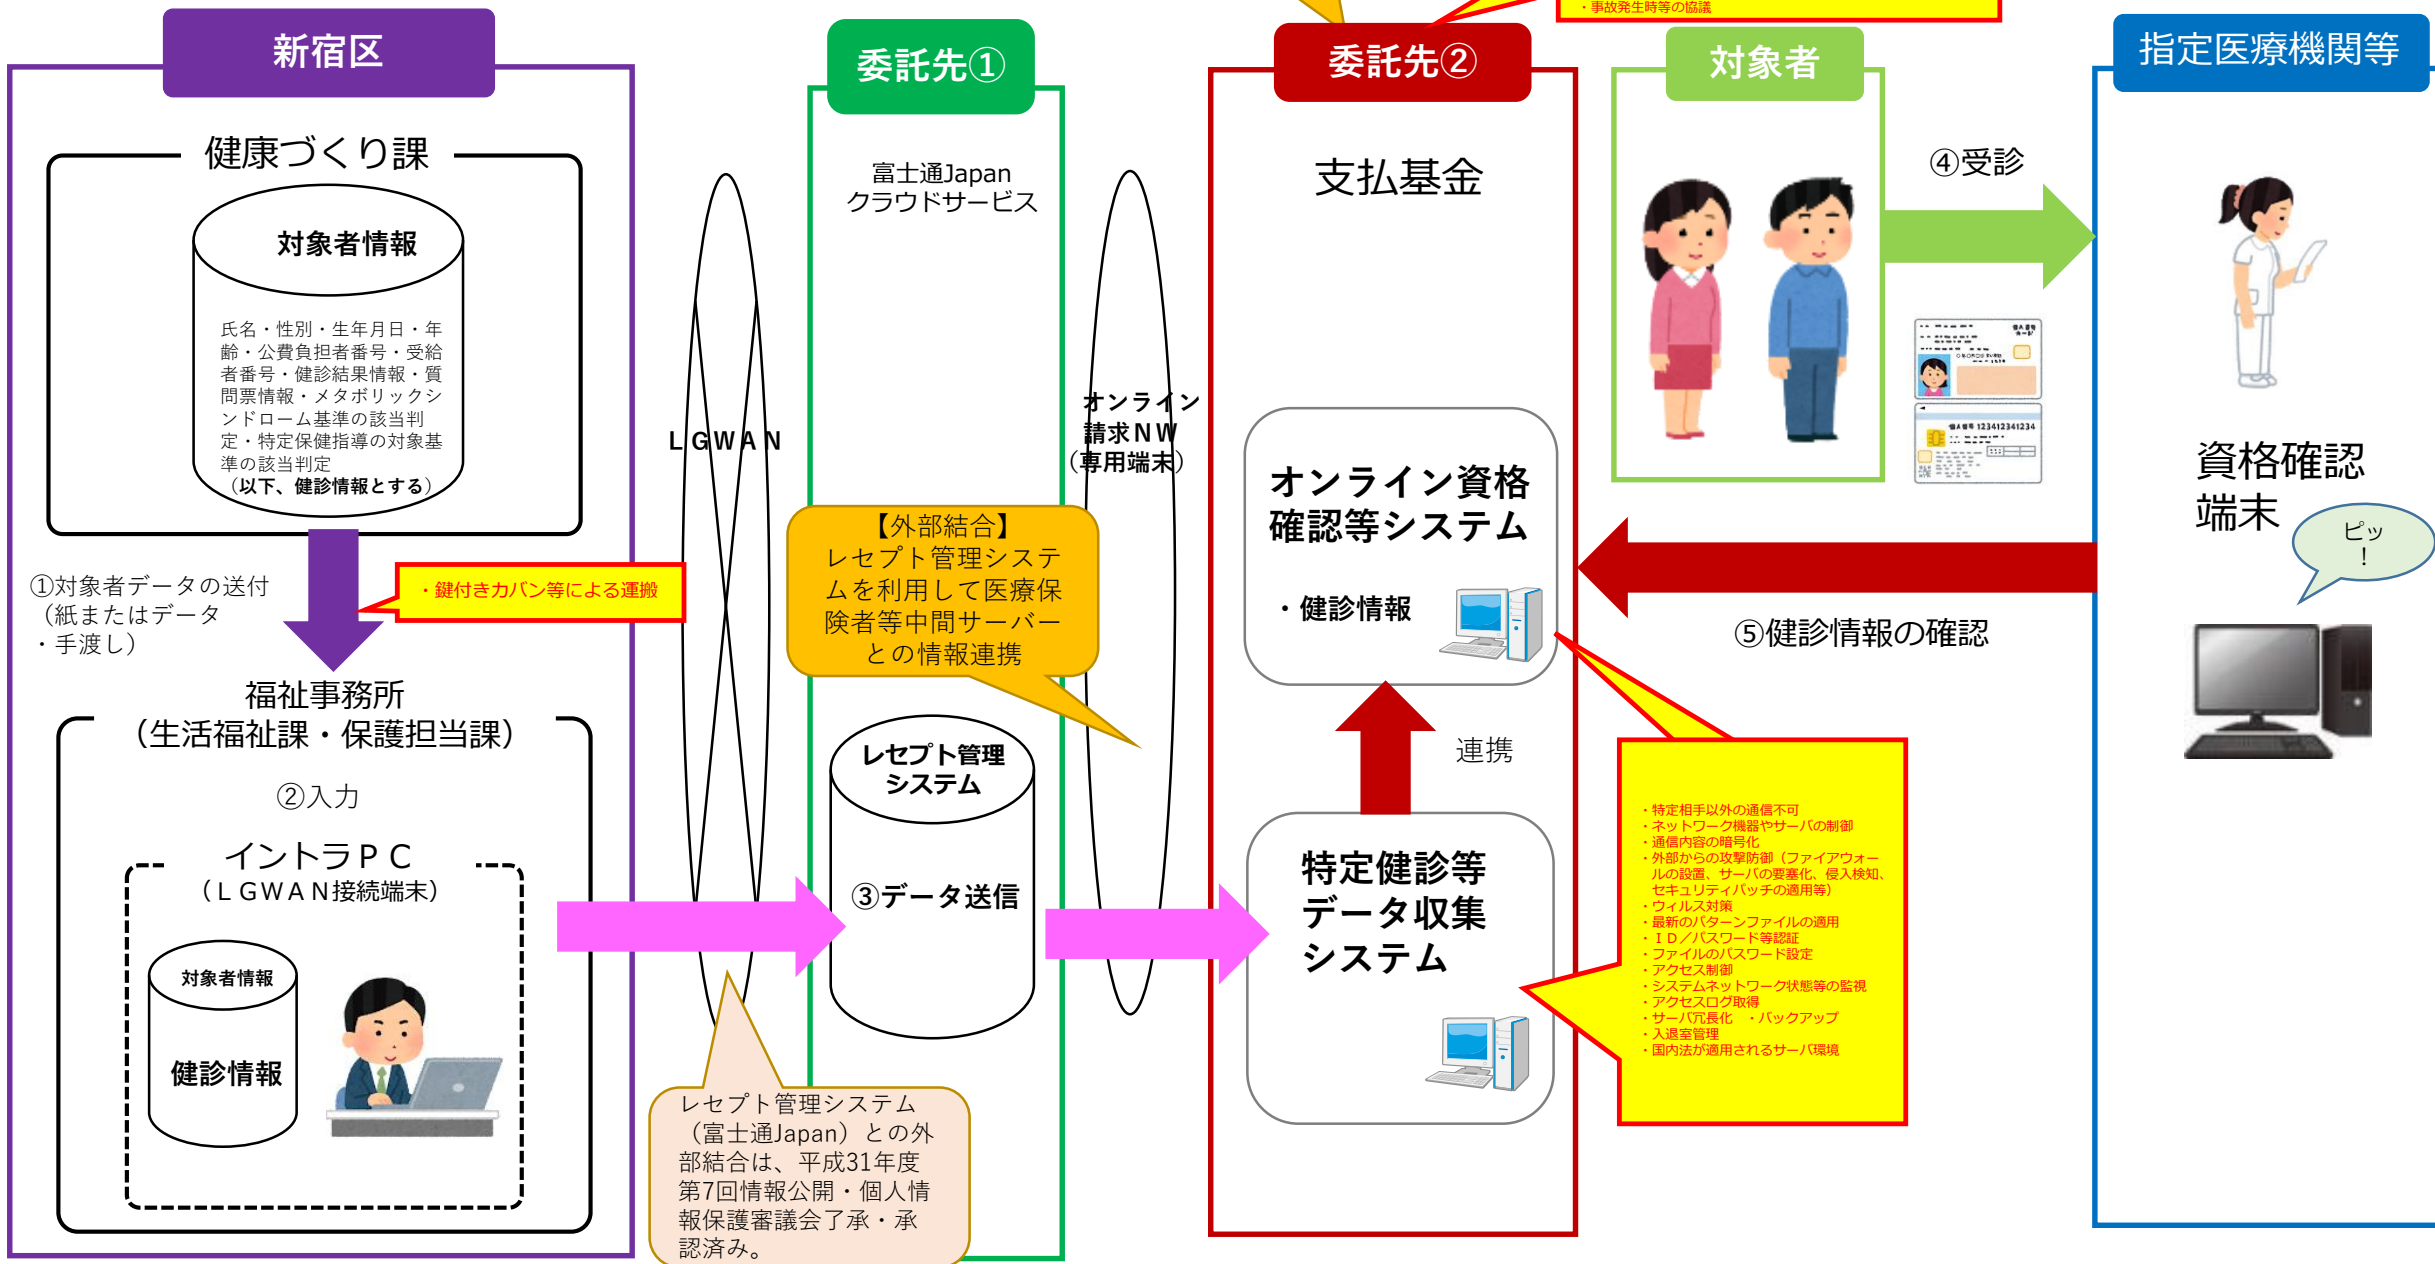 ・事故発生時等の協議
新宿区
健康づくり課
対象者情報
氏名・性別・生年月日・年
齢・公費負担者番号・受給
者番号・健診結果情報・質
問票情報・メタボリックシ
ンドローム基準の該当判
定・特定保健指導の対象基
準の該当判定
（以下、健診情報とする）
①対象者データの送付
（紙またはデータ
・手渡し）
・鍵付きカバン等による運搬
福祉事務所
（生活福祉課・保護担当課）
②入力
イントラＰＣ
（ＬＧＷＡＮ接続端末）
対象者情報
健診情報
ＬＧＷＡＮ
委託先①
富士通Japan
クラウドサービス
【外部結合】
レセプト管理システ
ムを利用して医療保
険者等中間サーバー
との情報連携
レセプト管理
システム
③データ送信
レセプト管理システム
（富士通Japan）との外
部結合は、平成31年度
第7回情報公開・個人情
報保護審議会了承・承
認済み。
オンライン
請求ＮＷ
（専用端末）
委託先②
支払基金
オンライン資格
確認等システム
・健診情報
連携
特定健診等
データ収集
システム
・特定相手以外の通信不可
・ネットワーク機器やサーバの制御
・通信内容の暗号化
・外部からの攻撃防御（ファイアウォー
ルの設置、サーバの要塞化、侵入検知、
セキュリティパッチの適用等）
・ウィルス対策
・最新のパターンファイルの適用
・ＩＤ／パスワード等認証
・ファイルのパスワード設定
・アクセス制御
・システムネットワーク状態等の監視
・アクセスログ取得
・サーバ冗長化　・バックアップ
・入退室管理
・国内法が適用されるサーバ環境
対象者
④受診
個人番号
カード
個人番号 123412341234
⑤健診情報の確認
指定医療機関等
資格確認
端末
ピッ
！